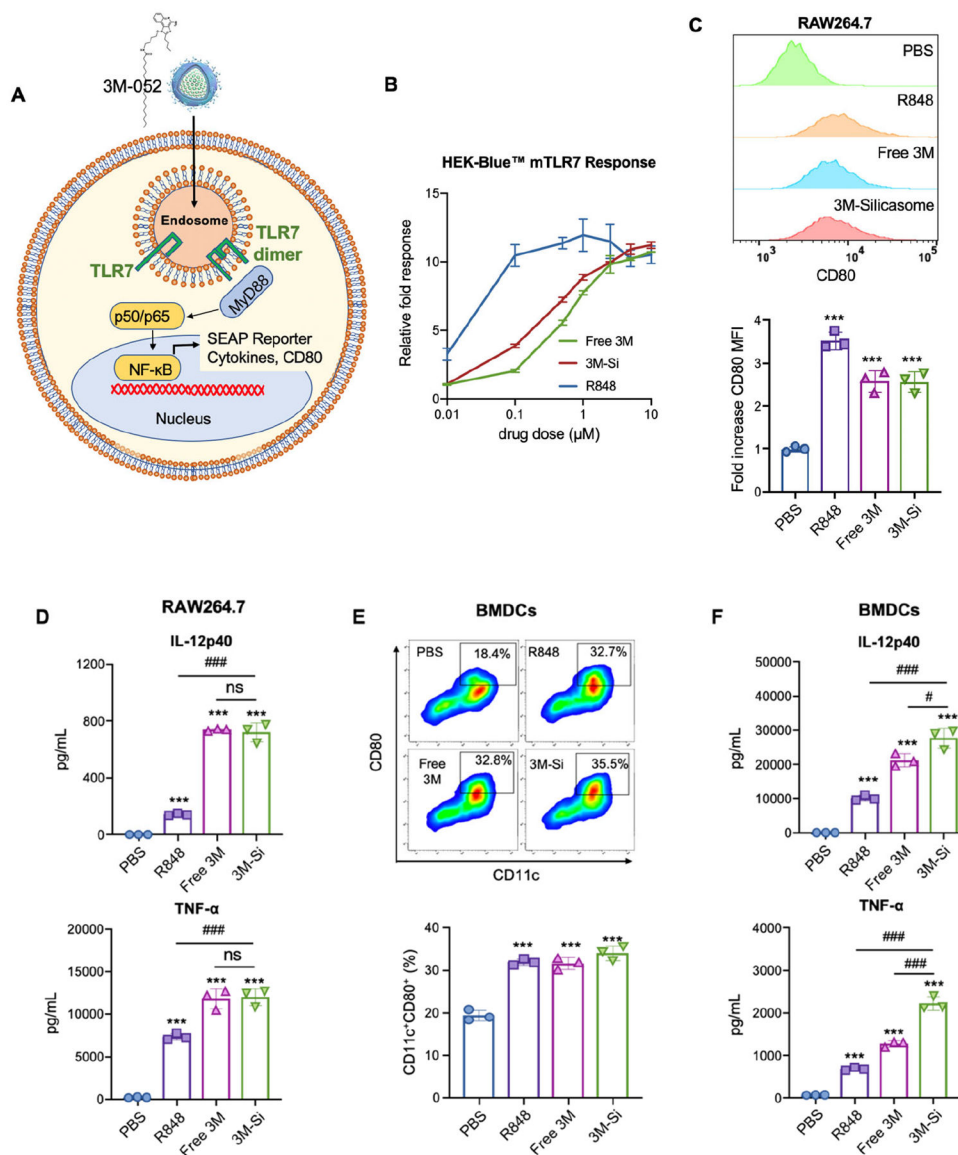 A
3M-052
Endosome
TLR7
TLR7
dimer
MyD88
p50/p65
NF-κB
SEAP Reporter
Cytokines, CD80
Nucleus
B
HEK-Blue™ mTLR7 Response
Relative fold response
15
10
5
0
0.01
0.1
1
10
drug dose (µM)
Free 3M
3M-Si
R848
C
RAW264.7
PBS
R848
Free 3M
3M-Silicasome
10³
10⁴
10⁵
CD80
Fold increase CD80 MFI
4
3
2
1
0
***
***
***
PBS
R848
Free 3M
3M-Si
D
RAW264.7
IL-12p40
pg/mL
1200
800
400
0
###
ns
***
***
***
PBS
R848
Free 3M
3M-Si
TNF-α
pg/mL
20000
15000
10000
5000
0
###
ns
***
***
***
PBS
R848
Free 3M
3M-Si
E
BMDCs
PBS
18.4%
R848
32.7%
Free
3M
32.8%
3M-Si
35.5%
CD80
CD11c
CD11c⁺CD80⁺ (%)
40
30
20
10
0
***
***
***
PBS
R848
Free 3M
3M-Si
F
BMDCs
IL-12p40
pg/mL
50000
40000
30000
20000
10000
0
###
#
***
***
***
PBS
R848
Free 3M
3M-Si
TNF-α
pg/mL
4000
3000
2000
1000
0
###
###
***
***
***
PBS
R848
Free 3M
3M-Si